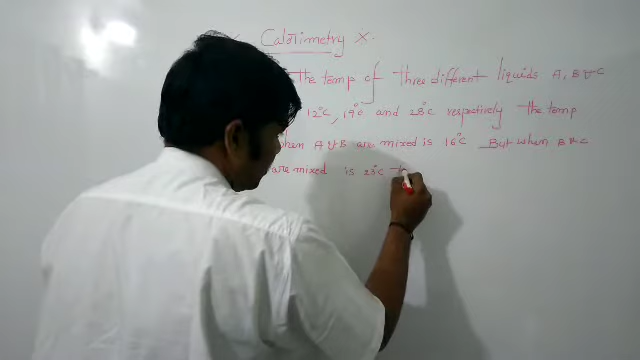 X Calorimetry X.
the temp of three different liquids A, B & C
12°C, 19°C and 28°C respectively the temp
when A & B are mixed is 16°C But when B & C
are mixed is 23°C